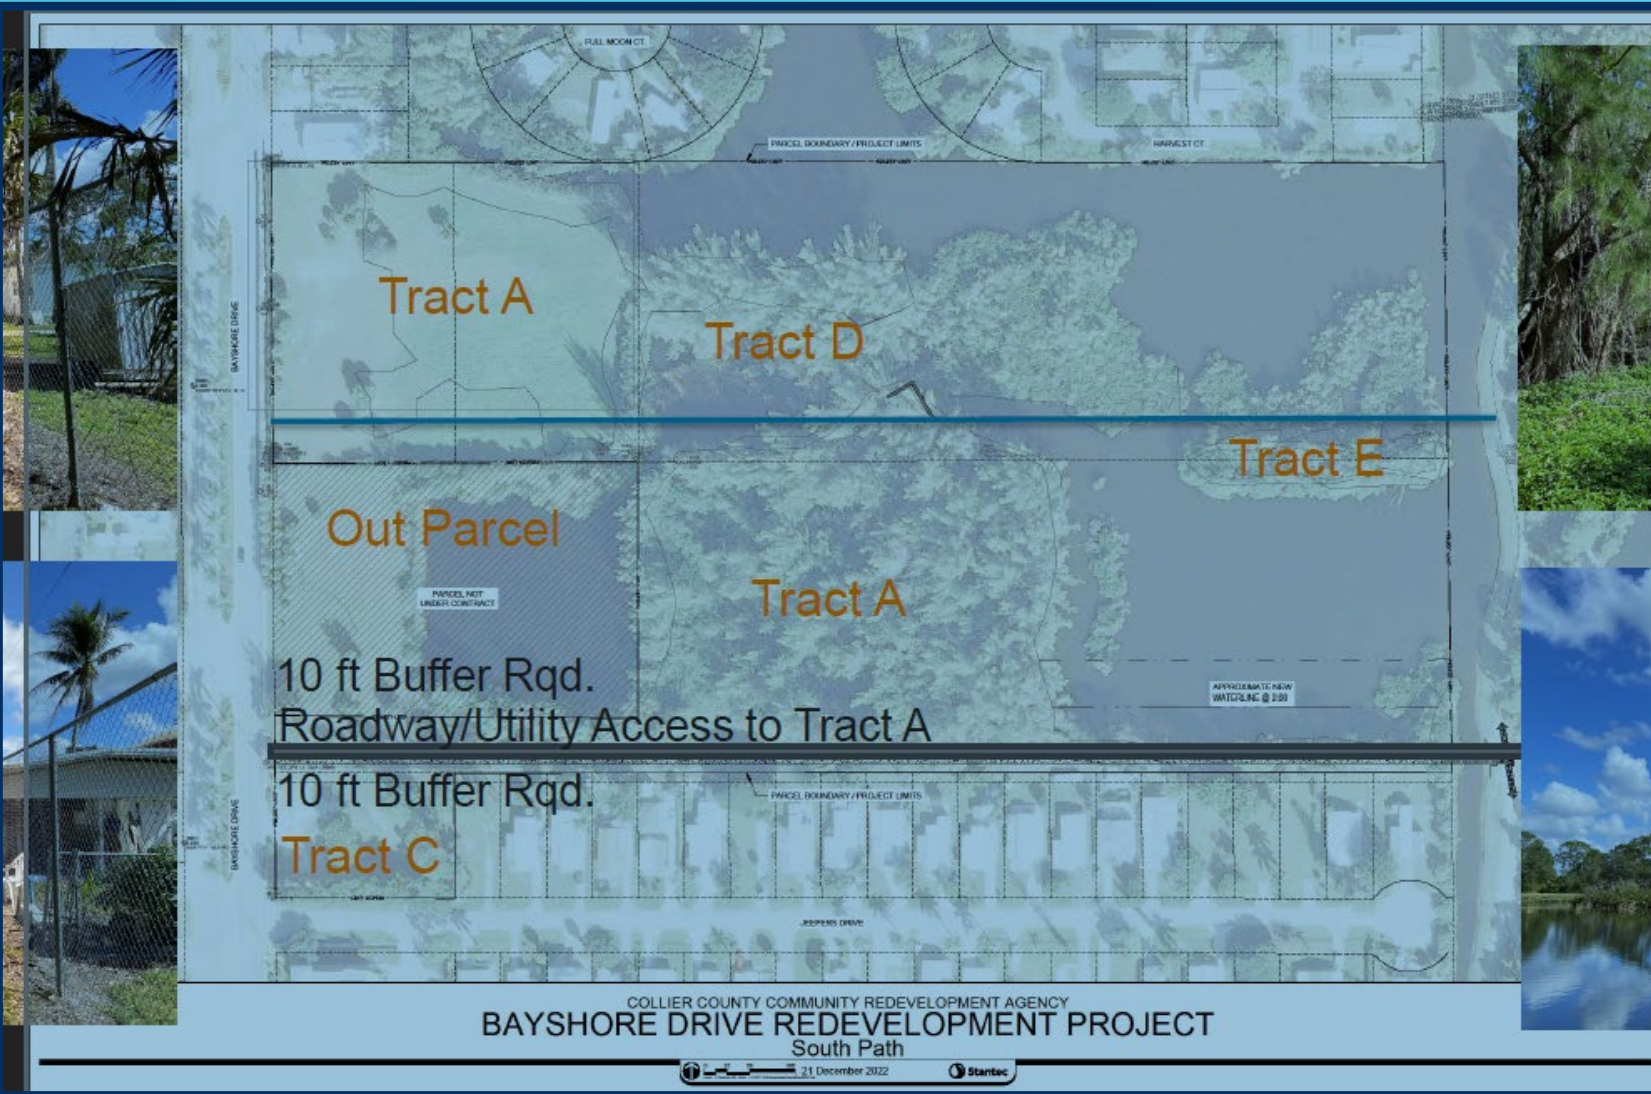 FULL MOON CT.
PARCEL BOUNDARY / PROJECT LIMITS
HARVEST CT.
Tract A
BAYSHORE DRIVE
Tract D
Tract E
Out Parcel
PARCEL NOT
UNDER CONTRACT
Tract A
10 ft Buffer Rqd.
APPROXIMATE NEW
WATERLINE @ 2:00
Roadway/Utility Access to Tract A
10 ft Buffer Rqd.
PARCEL BOUNDARY / PROJECT LIMITS
BAYSHORE DRIVE
Tract C
JEEPERS DRIVE
COLLIER COUNTY COMMUNITY REDEVELOPMENT AGENCY
BAYSHORE DRIVE REDEVELOPMENT PROJECT
South Path
21 December 2022
Stantec